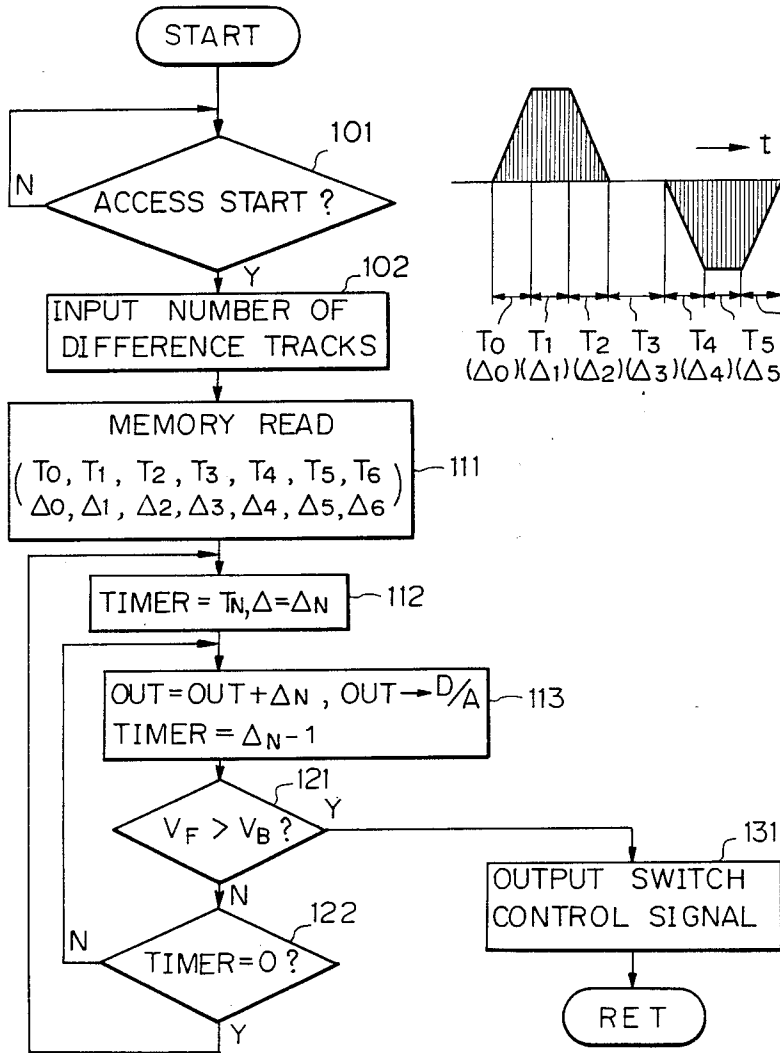 START
101
N
ACCESS START ?
Y
102
INPUT NUMBER OF
DIFFERENCE TRACKS
MEMORY READ
( T0, T1, T2, T3, T4, T5, T6
Δ0, Δ1, Δ2, Δ3, Δ4, Δ5, Δ6 )
111
TIMER = TN, Δ = ΔN
112
OUT = OUT + ΔN , OUT → D/A
TIMER = ΔN - 1
113
121
VF > VB ?
Y
N
122
N
TIMER = 0 ?
Y
131
OUTPUT SWITCH
CONTROL SIGNAL
RET
t
T0 T1 T2 T3 T4 T5
(Δ0)(Δ1)(Δ2)(Δ3)(Δ4)(Δ5